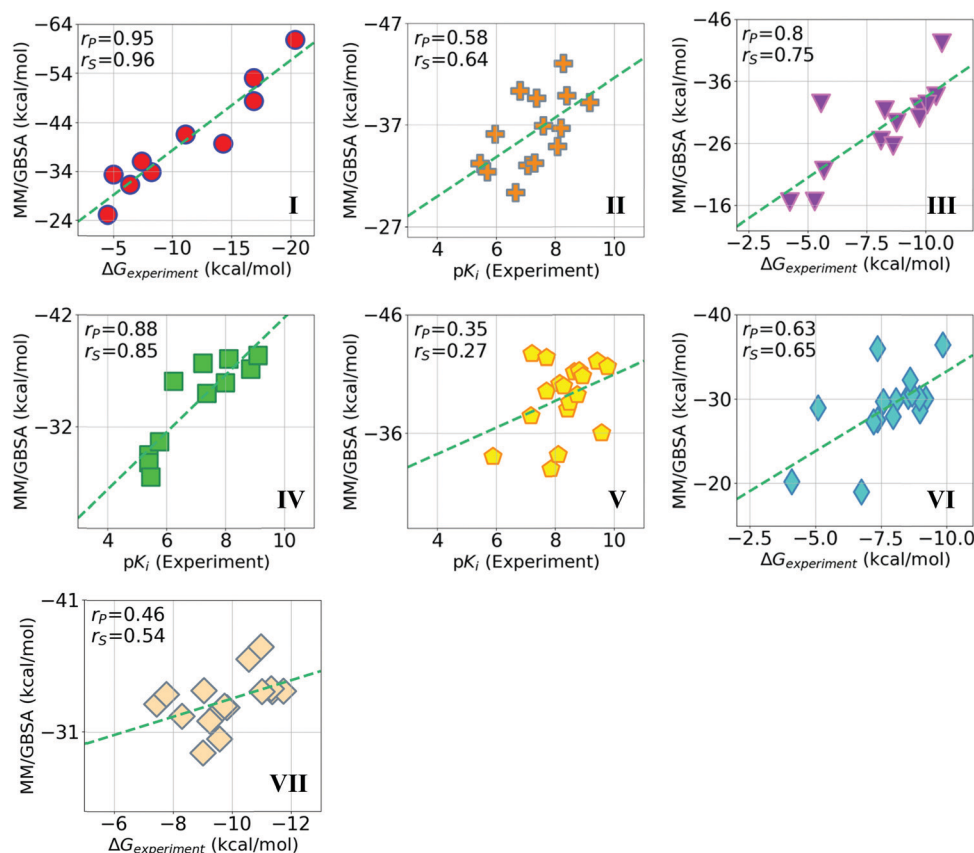 −64
−54
−44
−34
−24
MM/GBSA (kcal/mol)
r_P=0.95
r_S=0.96
I
−5
−10
−15
−20
ΔG_experiment (kcal/mol)
−47
−37
−27
MM/GBSA (kcal/mol)
r_P=0.58
r_S=0.64
II
4
6
8
10
pK_i (Experiment)
−46
−36
−26
−16
MM/GBSA (kcal/mol)
r_P=0.8
r_S=0.75
III
−2.5
−5.0
−7.5
−10.0
ΔG_experiment (kcal/mol)
−42
−32
MM/GBSA (kcal/mol)
r_P=0.88
r_S=0.85
IV
4
6
8
10
pK_i (Experiment)
−46
−36
MM/GBSA (kcal/mol)
r_P=0.35
r_S=0.27
V
4
6
8
10
pK_i (Experiment)
−40
−30
−20
MM/GBSA (kcal/mol)
r_P=0.63
r_S=0.65
VI
−2.5
−5.0
−7.5
−10.0
ΔG_experiment (kcal/mol)
−41
−31
MM/GBSA (kcal/mol)
r_P=0.46
r_S=0.54
VII
−6
−8
−10
−12
ΔG_experiment (kcal/mol)